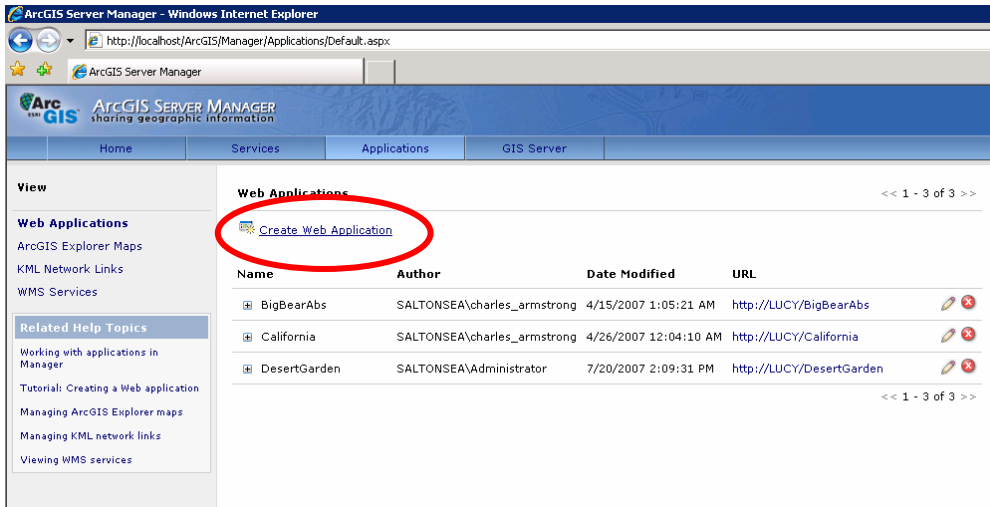 ArcGIS Server Manager - Windows Internet Explorer
http://localhost/ArcGIS/Manager/Applications/Default.aspx
ArcGIS Server Manager
ESRI ArcGIS ArcGIS Server Manager
sharing geographic information
Home Services Applications GIS Server
View
Web Applications
ArcGIS Explorer Maps
KML Network Links
WMS Services
Related Help Topics
Working with applications in
Manager
Tutorial: Creating a Web application
Managing ArcGIS Explorer maps
Managing KML network links
Viewing WMS services
Web Applications << 1 - 3 of 3 >>
Create Web Application
Name Author Date Modified URL
BigBearAbs SALTONSEA\charles_armstrong 4/15/2007 1:05:21 AM http://LUCY/BigBearAbs
California SALTONSEA\charles_armstrong 4/26/2007 12:04:10 AM http://LUCY/California
DesertGarden SALTONSEA\Administrator 7/20/2007 2:09:31 PM http://LUCY/DesertGarden
<< 1 - 3 of 3 >>